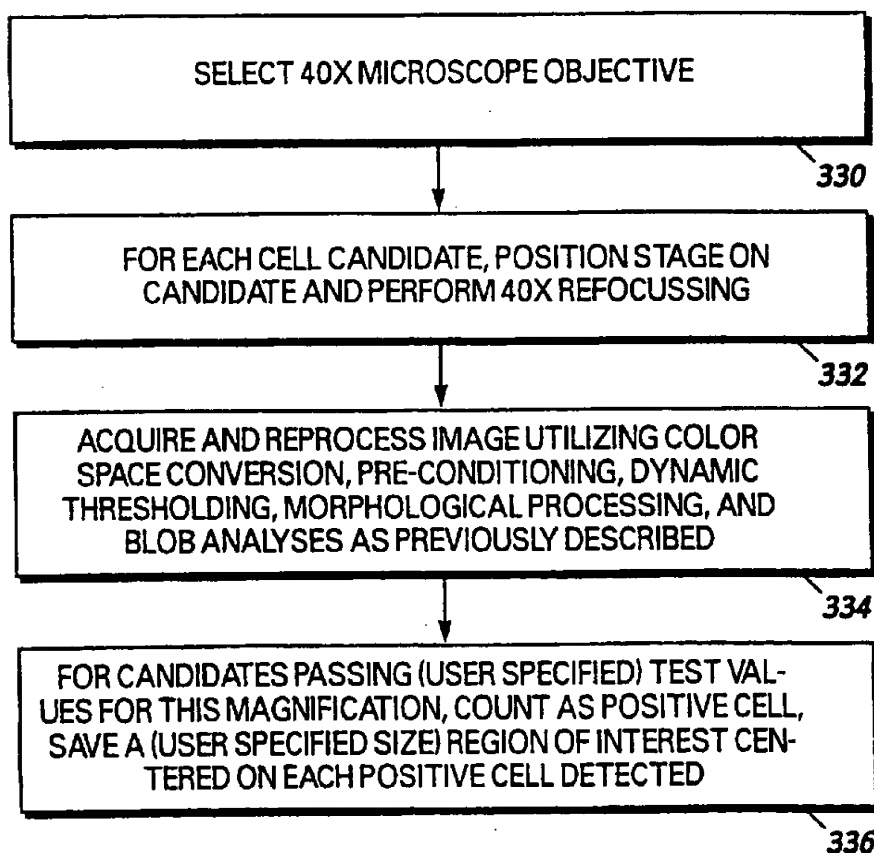 SELECT 40X MICROSCOPE OBJECTIVE
330
FOR EACH CELL CANDIDATE, POSITION STAGE ON
CANDIDATE AND PERFORM 40X REFOCUSSING
332
ACQUIRE AND REPROCESS IMAGE UTILIZING COLOR
SPACE CONVERSION, PRE-CONDITIONING, DYNAMIC
THRESHOLDING, MORPHOLOGICAL PROCESSING, AND
BLOB ANALYSES AS PREVIOUSLY DESCRIBED
334
FOR CANDIDATES PASSING (USER SPECIFIED) TEST VAL-
UES FOR THIS MAGNIFICATION, COUNT AS POSITIVE CELL,
SAVE A (USER SPECIFIED SIZE) REGION OF INTEREST CEN-
TERED ON EACH POSITIVE CELL DETECTED
336